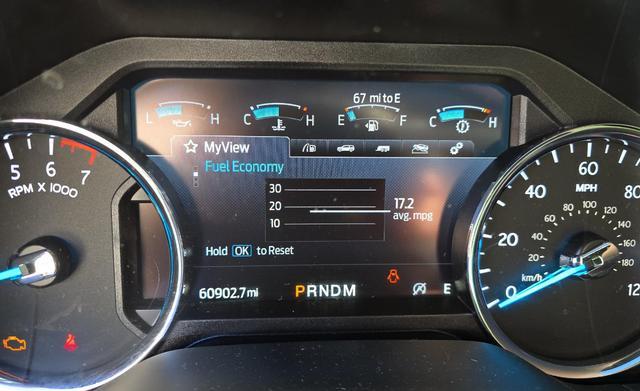 67 mi to E
L H C H E F C H
MyView
Fuel Economy
30
20
10
17.2
avg. mpg
Hold OK to Reset
60902.7 mi PRNDM E
5 6 7
RPM X 1000
0 20 40 60 80 12
MPH
km/h
20 40 60 80 100 120 140 160 180